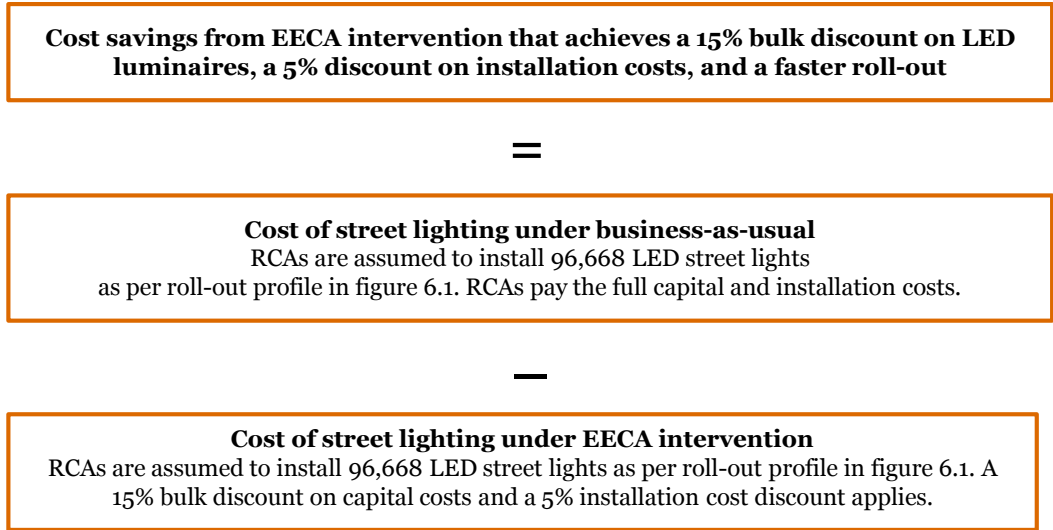 Cost savings from EECA intervention that achieves a 15% bulk discount on LED
luminaires, a 5% discount on installation costs, and a faster roll-out
=
Cost of street lighting under business-as-usual
RCAs are assumed to install 96,668 LED street lights
as per roll-out profile in figure 6.1. RCAs pay the full capital and installation costs.
—
Cost of street lighting under EECA intervention
RCAs are assumed to install 96,668 LED street lights as per roll-out profile in figure 6.1. A
15% bulk discount on capital costs and a 5% installation cost discount applies.